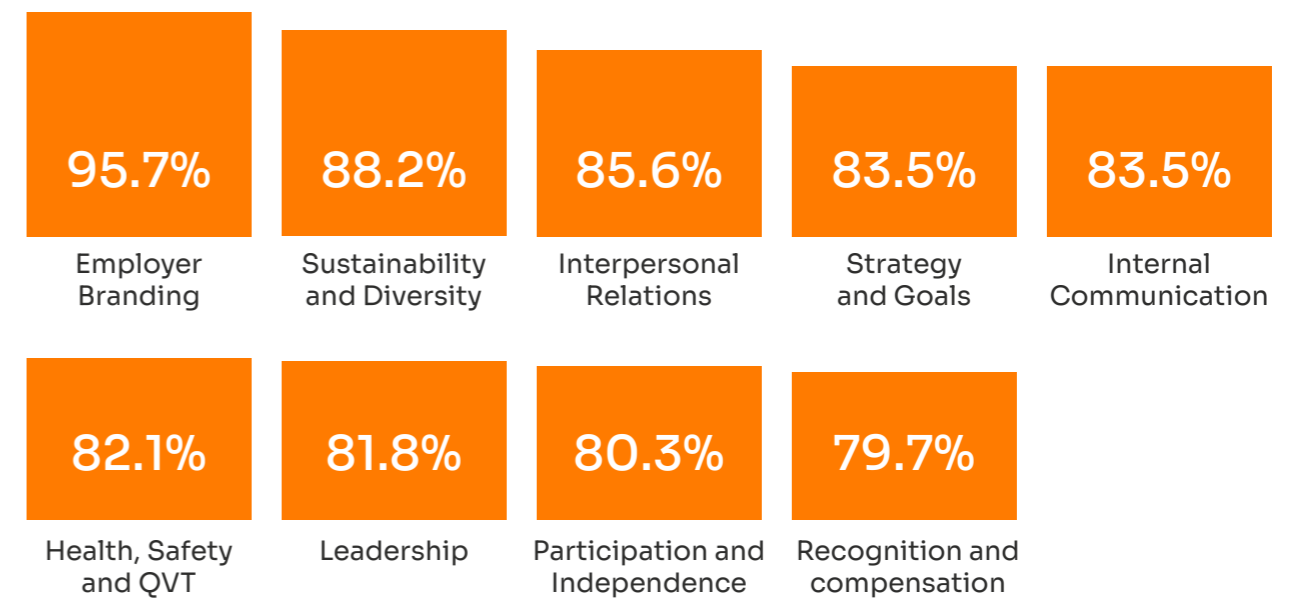 95.7%
88.2%
85.6%
83.5%
83.5%
Employer
Branding
Sustainability
and Diversity
Interpersonal
Relations
Strategy
and Goals
Internal
Communication
82.1%
81.8%
80.3%
79.7%
Health, Safety
and QVT
Leadership
Participation and
Independence
Recognition and
compensation